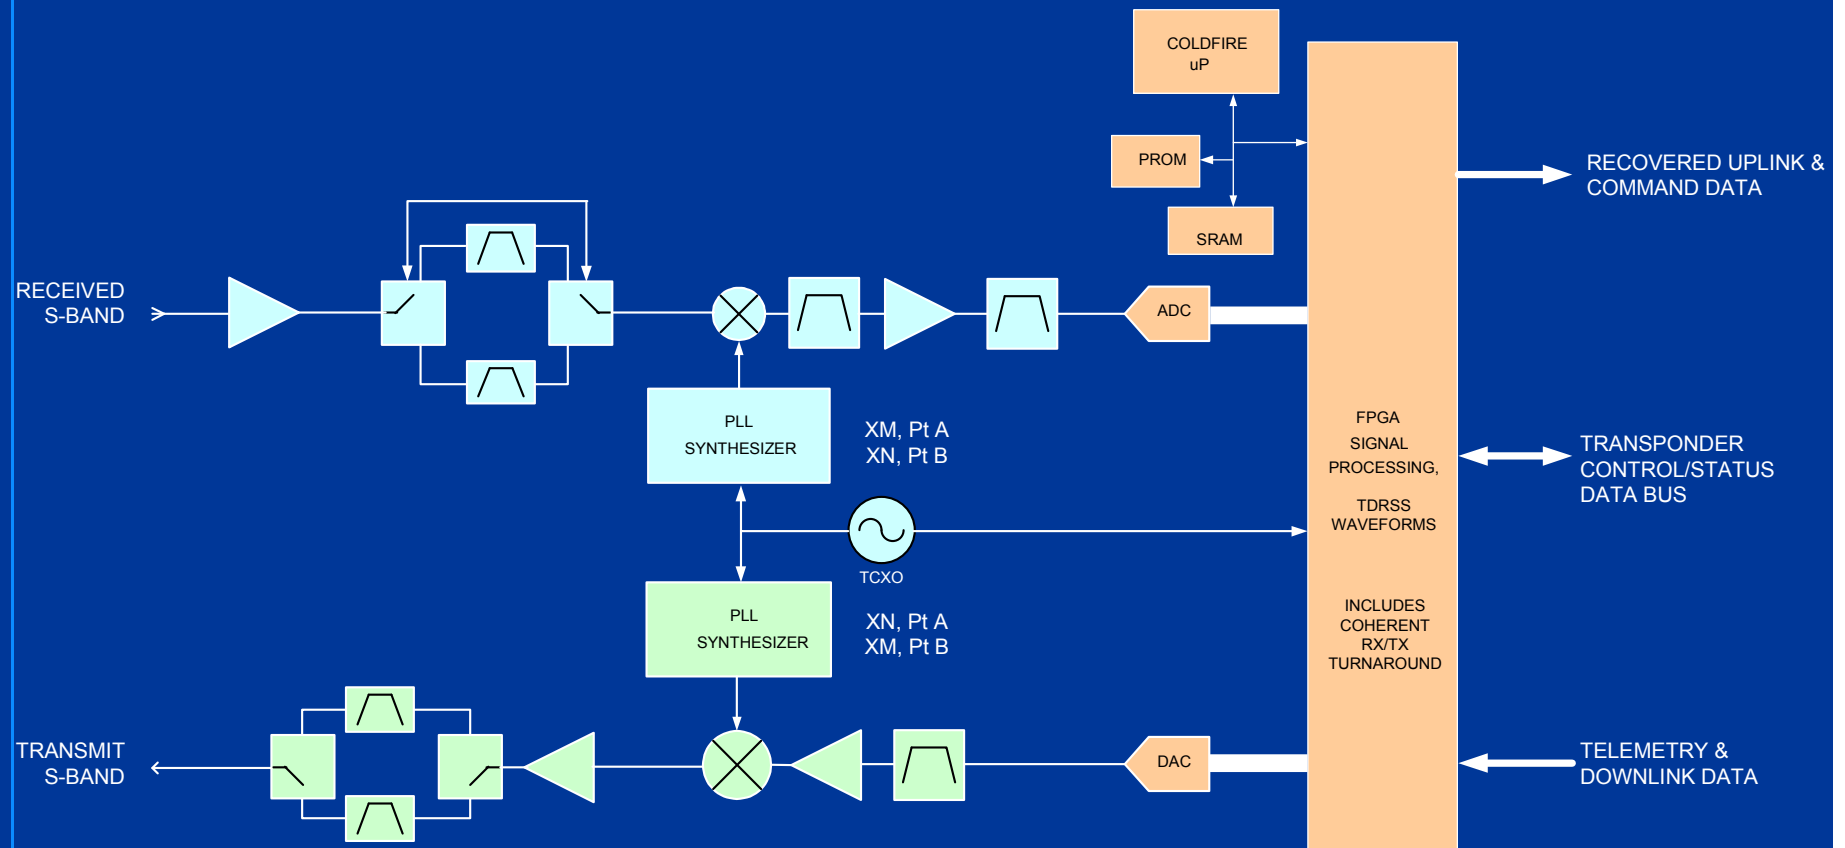 COLDFIRE
uP
PROM
SRAM
RECOVERED UPLINK &
COMMAND DATA
RECEIVED
S-BAND
ADC
PLL
SYNTHESIZER
XM, Pt A
XN, Pt B
FPGA
SIGNAL
PROCESSING,
TDRSS
WAVEFORMS
INCLUDES
COHERENT
RX/TX
TURNAROUND
TRANSPONDER
CONTROL/STATUS
DATA BUS
TCXO
PLL
SYNTHESIZER
XN, Pt A
XM, Pt B
TRANSMIT
S-BAND
DAC
TELEMETRY &
DOWNLINK DATA